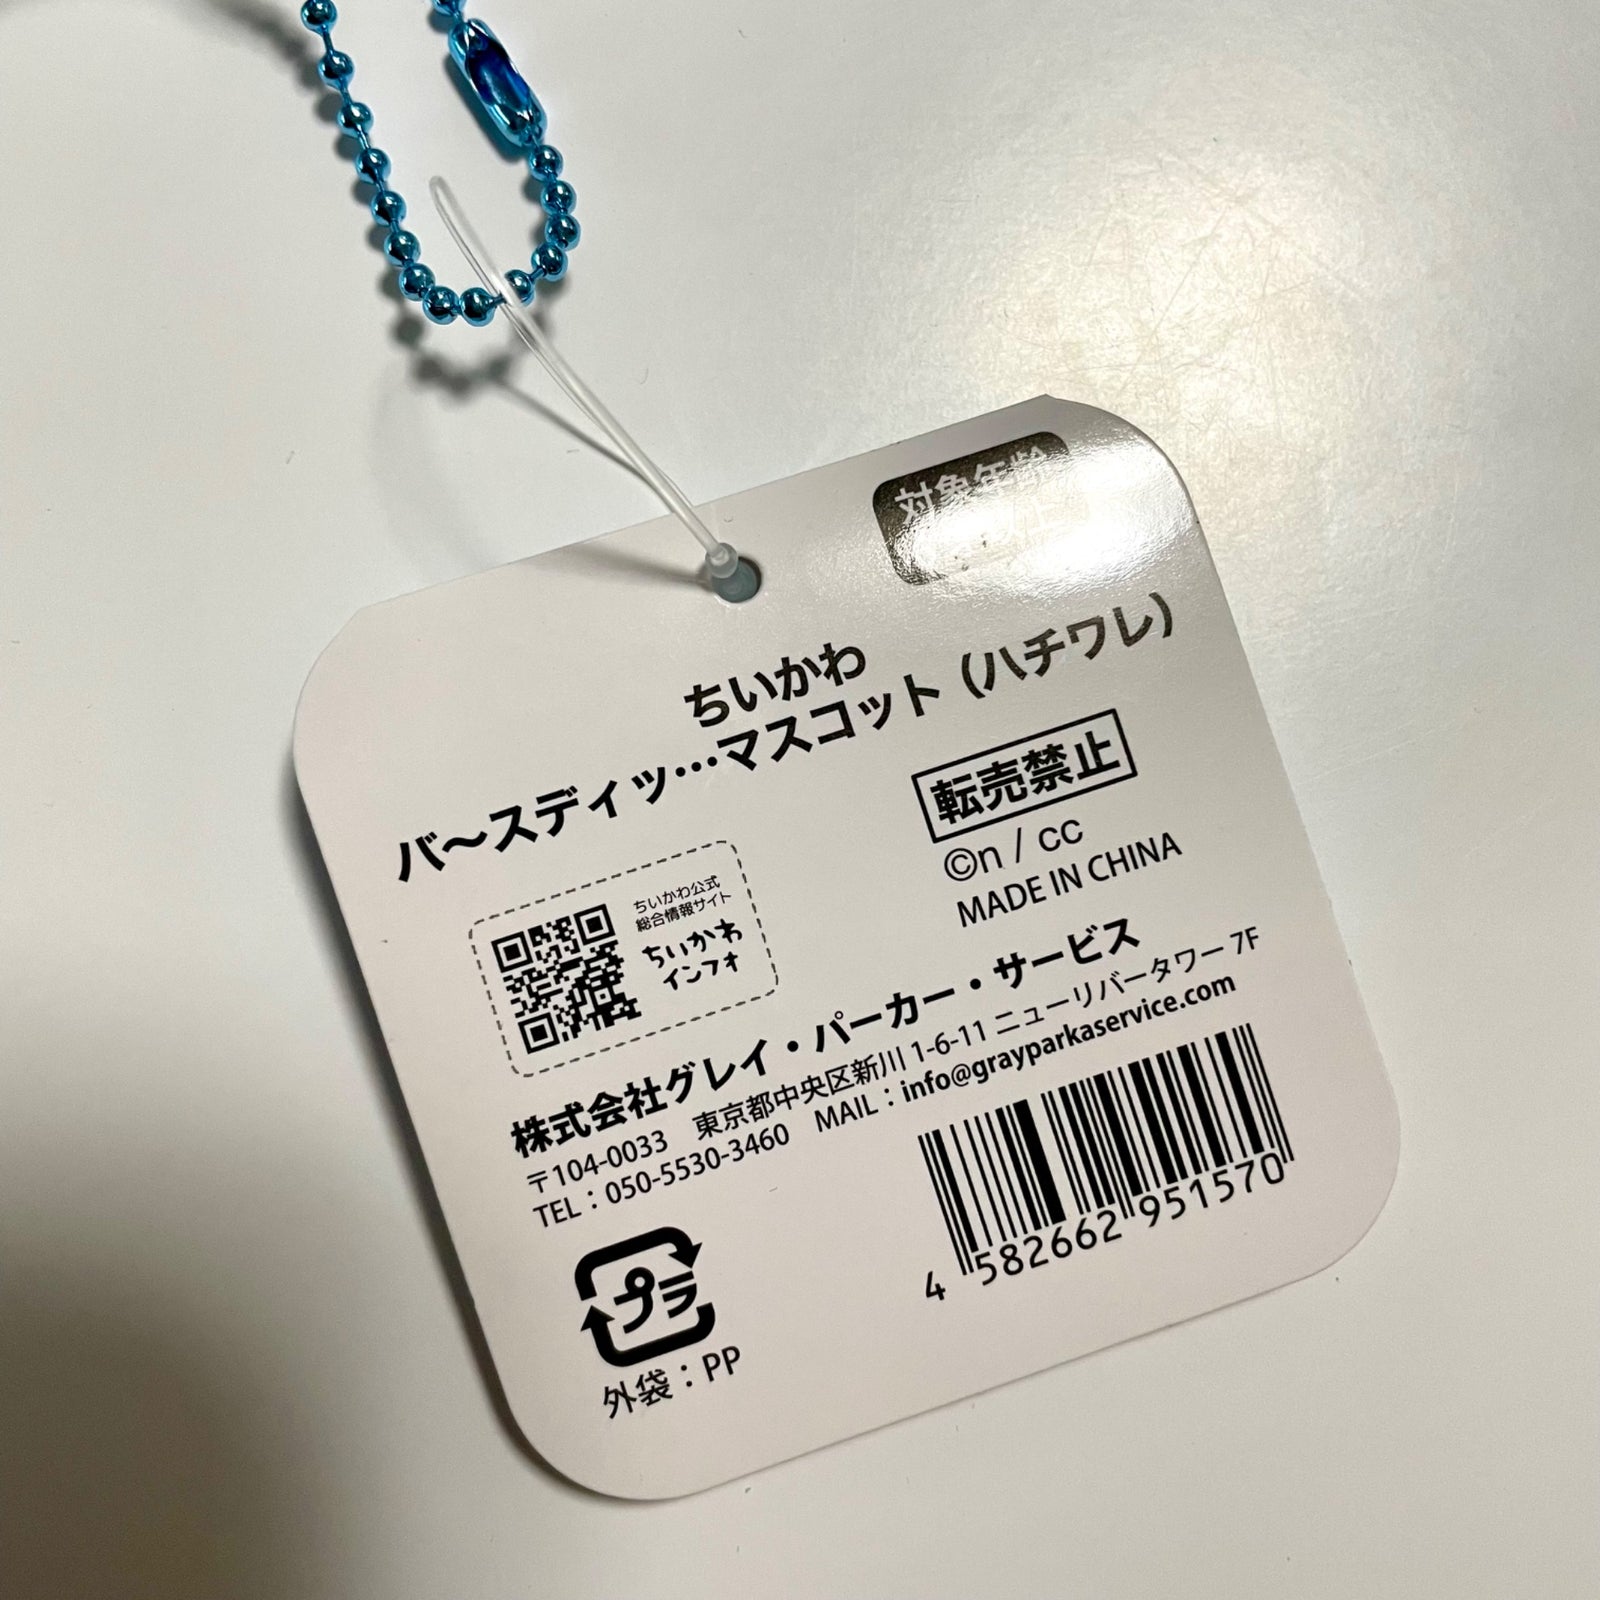 対象年齢
ちいかわ
バ〜スディッ…マスコット（ハチワレ）
転売禁止
©n / cc
MADE IN CHINA
ちいかわ公式
総合情報サイト
ちいかわ
インフォ
株式会社グレイ・パーカー・サービス
〒104-0033　東京都中央区新川 1-6-11 ニューリバータワー 7F
TEL：050-5530-3460　MAIL：info@grayparkaservice.com
4 582662 951570
プラ
外袋：PP